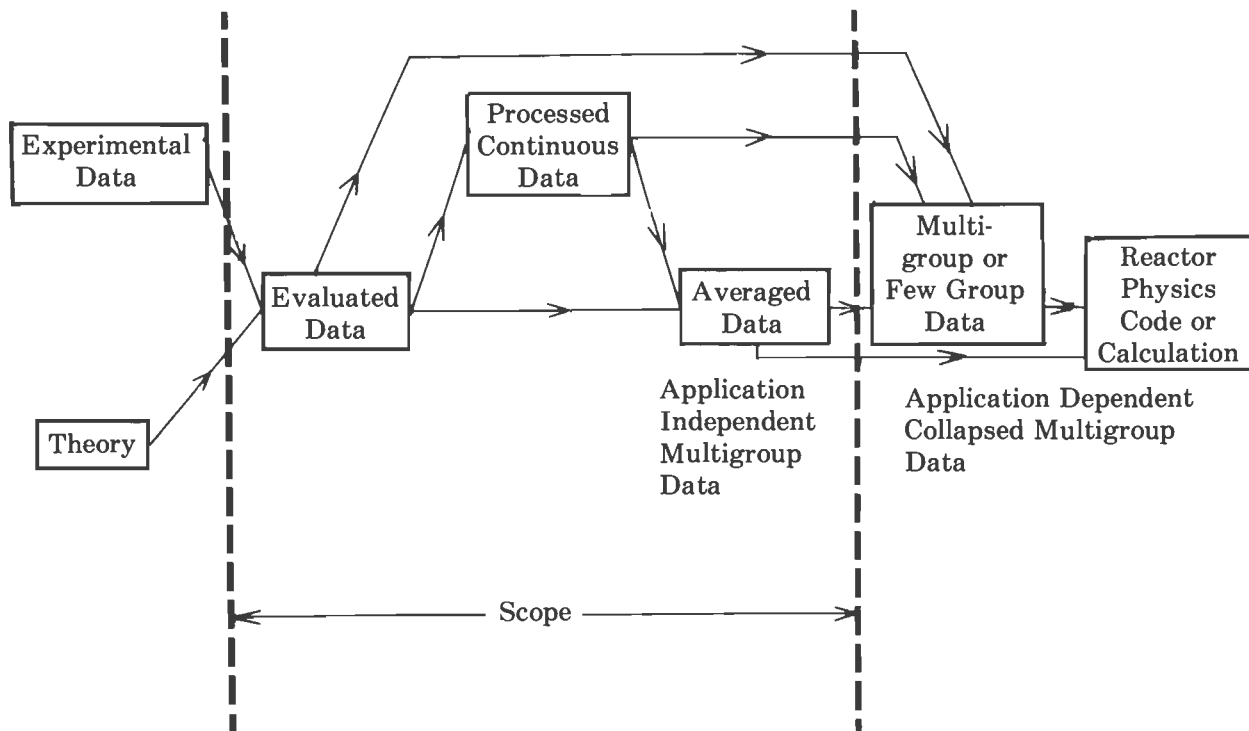 Experimental
Data
Theory
Evaluated
Data
Processed
Continuous
Data
Averaged
Data
Application
Independent
Multigroup
Data
Multi-
group or
Few Group
Data
Reactor
Physics
Code or
Calculation
Application Dependent
Collapsed Multigroup
Data
Scope